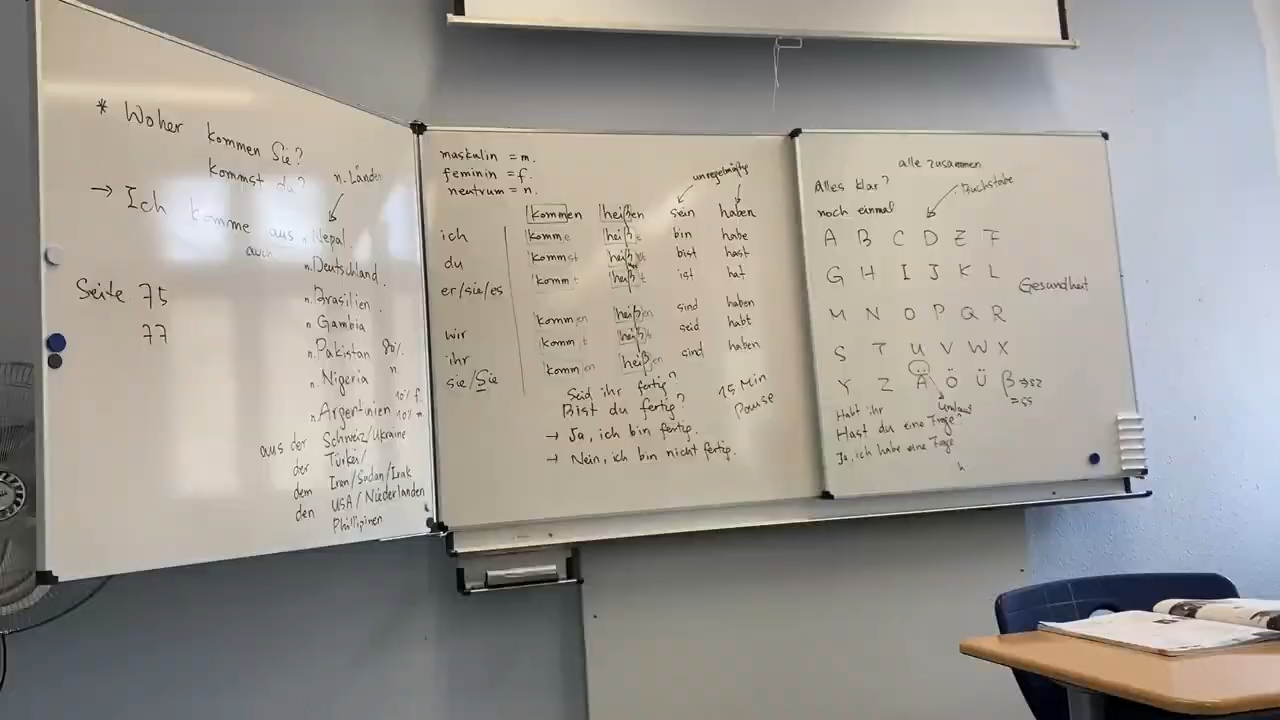 * Woher kommen Sie?
kommst du?
n. Länder
→ Ich komme aus n. Nepal.
auch n. Deutschland.
Seite 75
77
n. Brasilien
n Gambia
n. Pakistan 80%
n. Nigeria n
n. Argentinien 10% f.
10% m
aus der Schweiz/Ukraine
der Türkei/
dem Iran/Sudan/Irak
den USA/Niederlanden
Phillipinen
maskulin = m.
feminin = f.
neutrum = n.
unregelmäßig
kommen heißen sein haben
ich komme heiße bin habe
du kommst heißt bist hast
er/sie/es kommt heißt ist hat
wir kommen heißen sind haben
ihr kommt heißt seid habt
sie/Sie kommen heißen sind haben
Seid ihr fertig?
Bist du fertig?
→ Ja, ich bin fertig.
→ Nein, ich bin nicht fertig.
15 Min
Pause
alle zusammen
Alles klar?
noch einmal
Buchstabe
A B C D E F
G H I J K L
Gesundheit
M N O P Q R
S T U V W X
Y Z Ä Ö Ü ß ⇒ sz
= ss
Umlaut
Habt ihr
Hast du eine Frage?
Ja, ich habe eine Frage